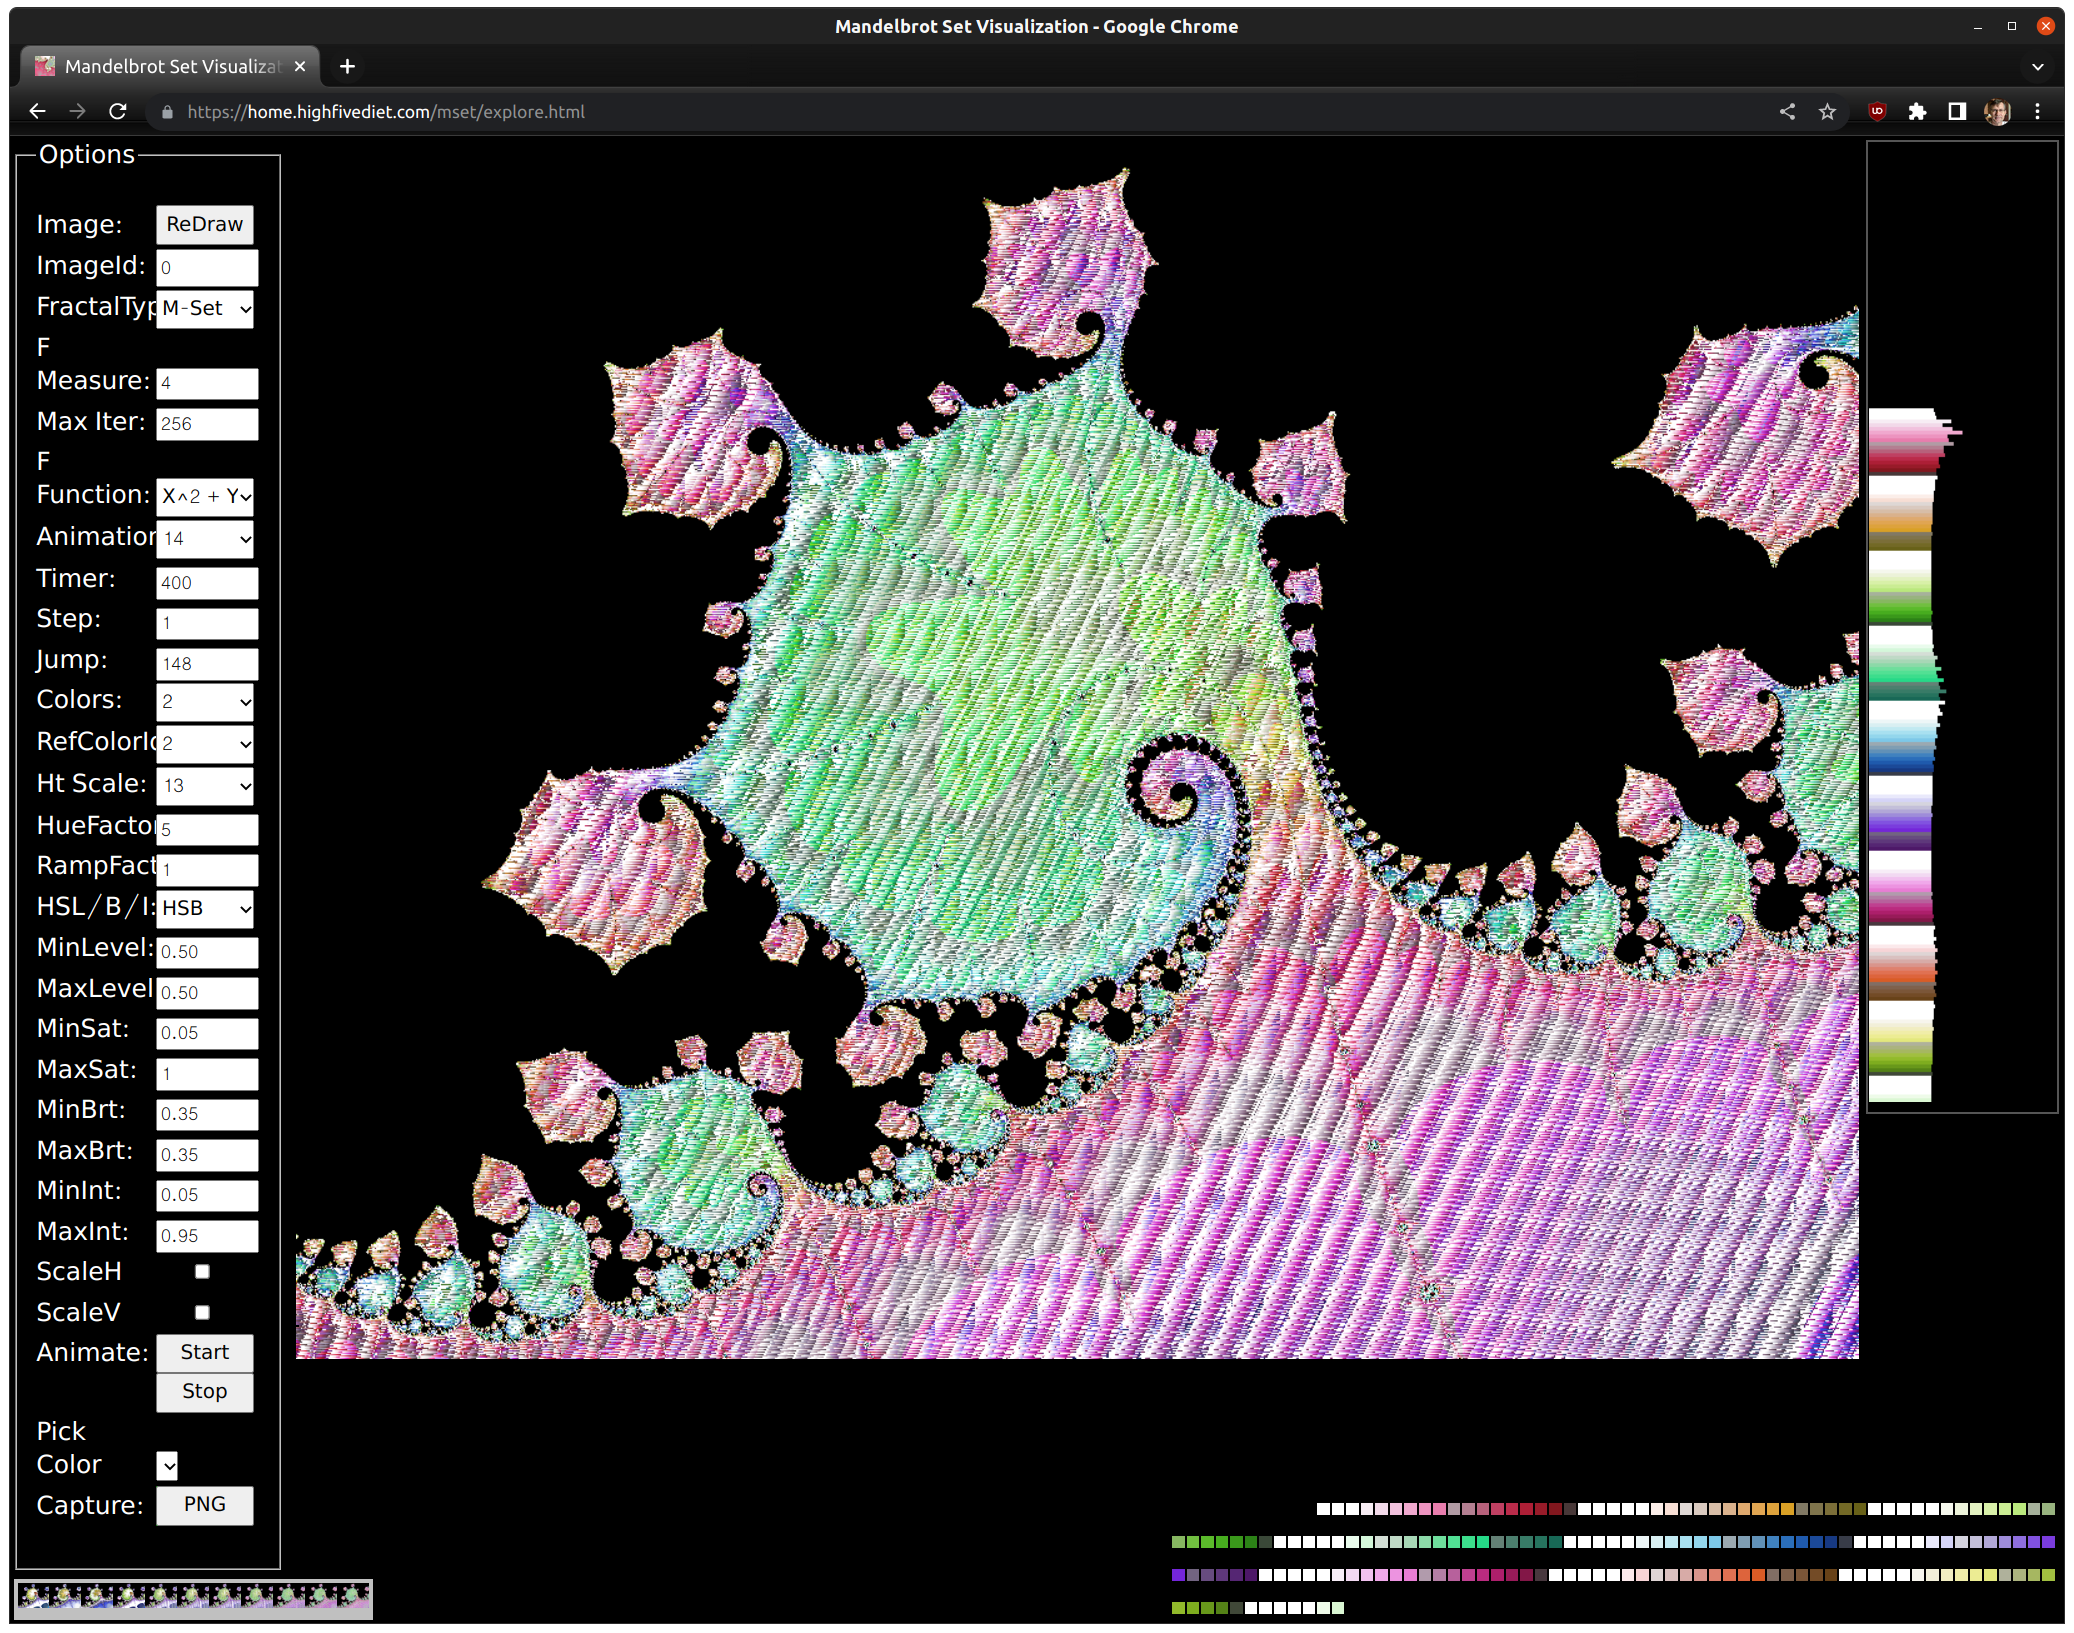 Mandelbrot Set Visualization - Google Chrome
Mandelbrot Set Visualizat
https://home.highfivediet.com/mset/explore.html
Options
Image: ReDraw
ImageId: 0
FractalTyp M-Set
F
Measure: 4
Max Iter: 256
F
Function: X^2 + Y
Animation 14
Timer: 400
Step: 1
Jump: 148
Colors: 2
RefColorId 2
Ht Scale: 13
HueFactor 5
RampFact 1
HSL/B/I: HSB
MinLevel: 0.50
MaxLevel 0.50
MinSat: 0.05
MaxSat: 1
MinBrt: 0.35
MaxBrt: 0.35
MinInt: 0.05
MaxInt: 0.95
ScaleH
ScaleV
Animate: Start
Stop
Pick
Color
Capture: PNG